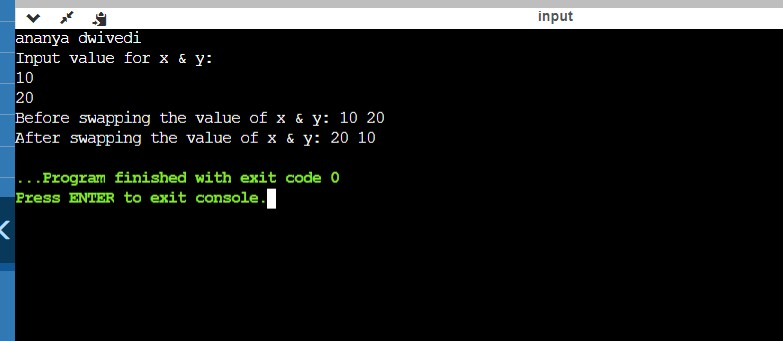 input
ananya dwivedi
Input value for x & y:
10
20
Before swapping the value of x & y: 10 20
After swapping the value of x & y: 20 10
...Program finished with exit code 0
Press ENTER to exit console.